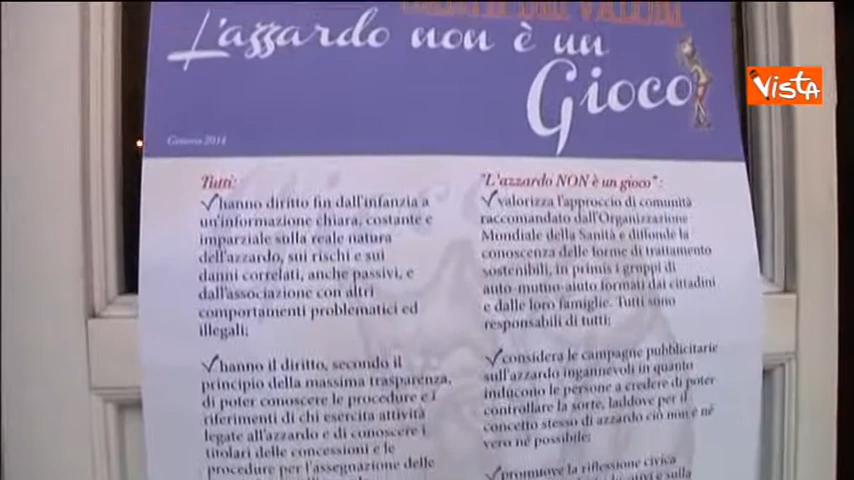 L'azzardo non è un
Gioco
VISTA
Genova 2014
Tutti:
✓hanno diritto fin dall'infanzia a
un'informazione chiara, costante e
imparziale sulla reale natura
dell'azzardo, sui rischi e sui
danni correlati, anche passivi, e
dall'associazione con altri
comportamenti problematici ed
illegali;
✓hanno il diritto, secondo il
principio della massima trasparenza,
di poter conoscere le procedure e i
riferimenti di chi esercita attività
legate all'azzardo e di conoscere i
titolari delle concessioni e le
procedure per l'assegnazione delle
"L'azzardo NON è un gioco":
✓valorizza l'approccio di comunità
raccomandato dall'Organizzazione
Mondiale della Sanità e diffonde la
conoscenza delle forme di trattamento
sostenibili, in primis i gruppi di
auto-mutuo-aiuto formati dai cittadini
e dalle loro famiglie. Tutti sono
responsabili di tutti;
✓considera le campagne pubblicitarie
sull'azzardo ingannevoli in quanto
inducono le persone a credere di poter
controllare la sorte, laddove per il
concetto stesso di azzardo ciò non è né
vero né possibile;
✓promuove la riflessione civica
e sulla